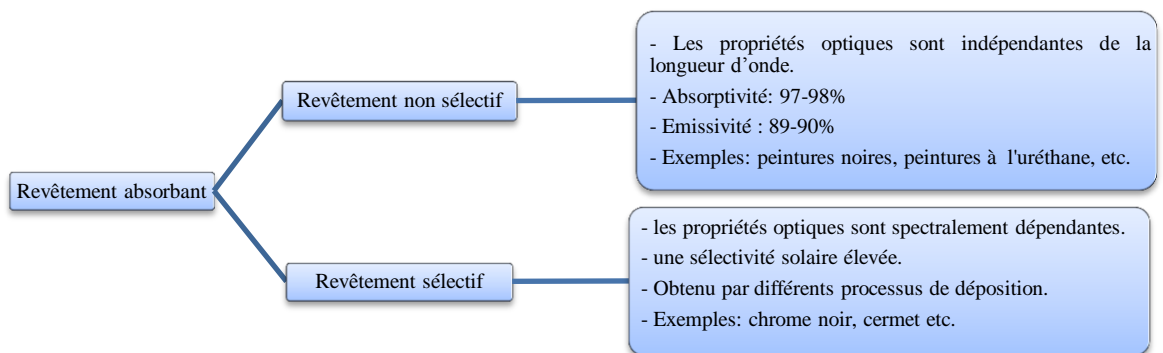 Revêtement absorbant
Revêtement non sélectif
- Les propriétés optiques sont indépendantes de la
longueur d’onde.
- Absorptivité: 97-98%
- Emissivité : 89-90%
- Exemples: peintures noires, peintures à l'uréthane, etc.
Revêtement sélectif
- les propriétés optiques sont spectralement dépendantes.
- une sélectivité solaire élevée.
- Obtenu par différents processus de déposition.
- Exemples: chrome noir, cermet etc.